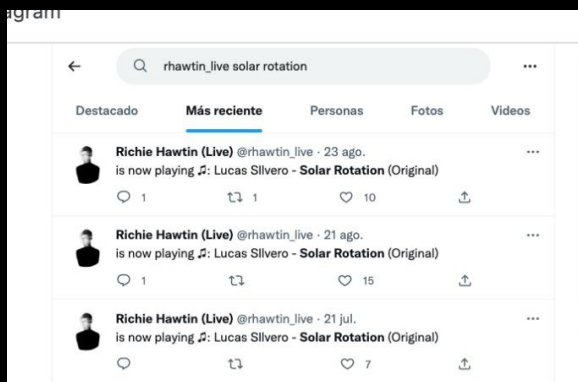 agram
rhawtin_live solar rotation
Destacado Más reciente Personas Fotos Videos
Richie Hawtin (Live) @rhawtin_live · 23 ago.
is now playing ♫: Lucas SIlvero - Solar Rotation (Original)
1 1 10
Richie Hawtin (Live) @rhawtin_live · 21 ago.
is now playing ♫: Lucas SIlvero - Solar Rotation (Original)
1 15
Richie Hawtin (Live) @rhawtin_live · 21 jul.
is now playing ♫: Lucas SIlvero - Solar Rotation (Original)
7